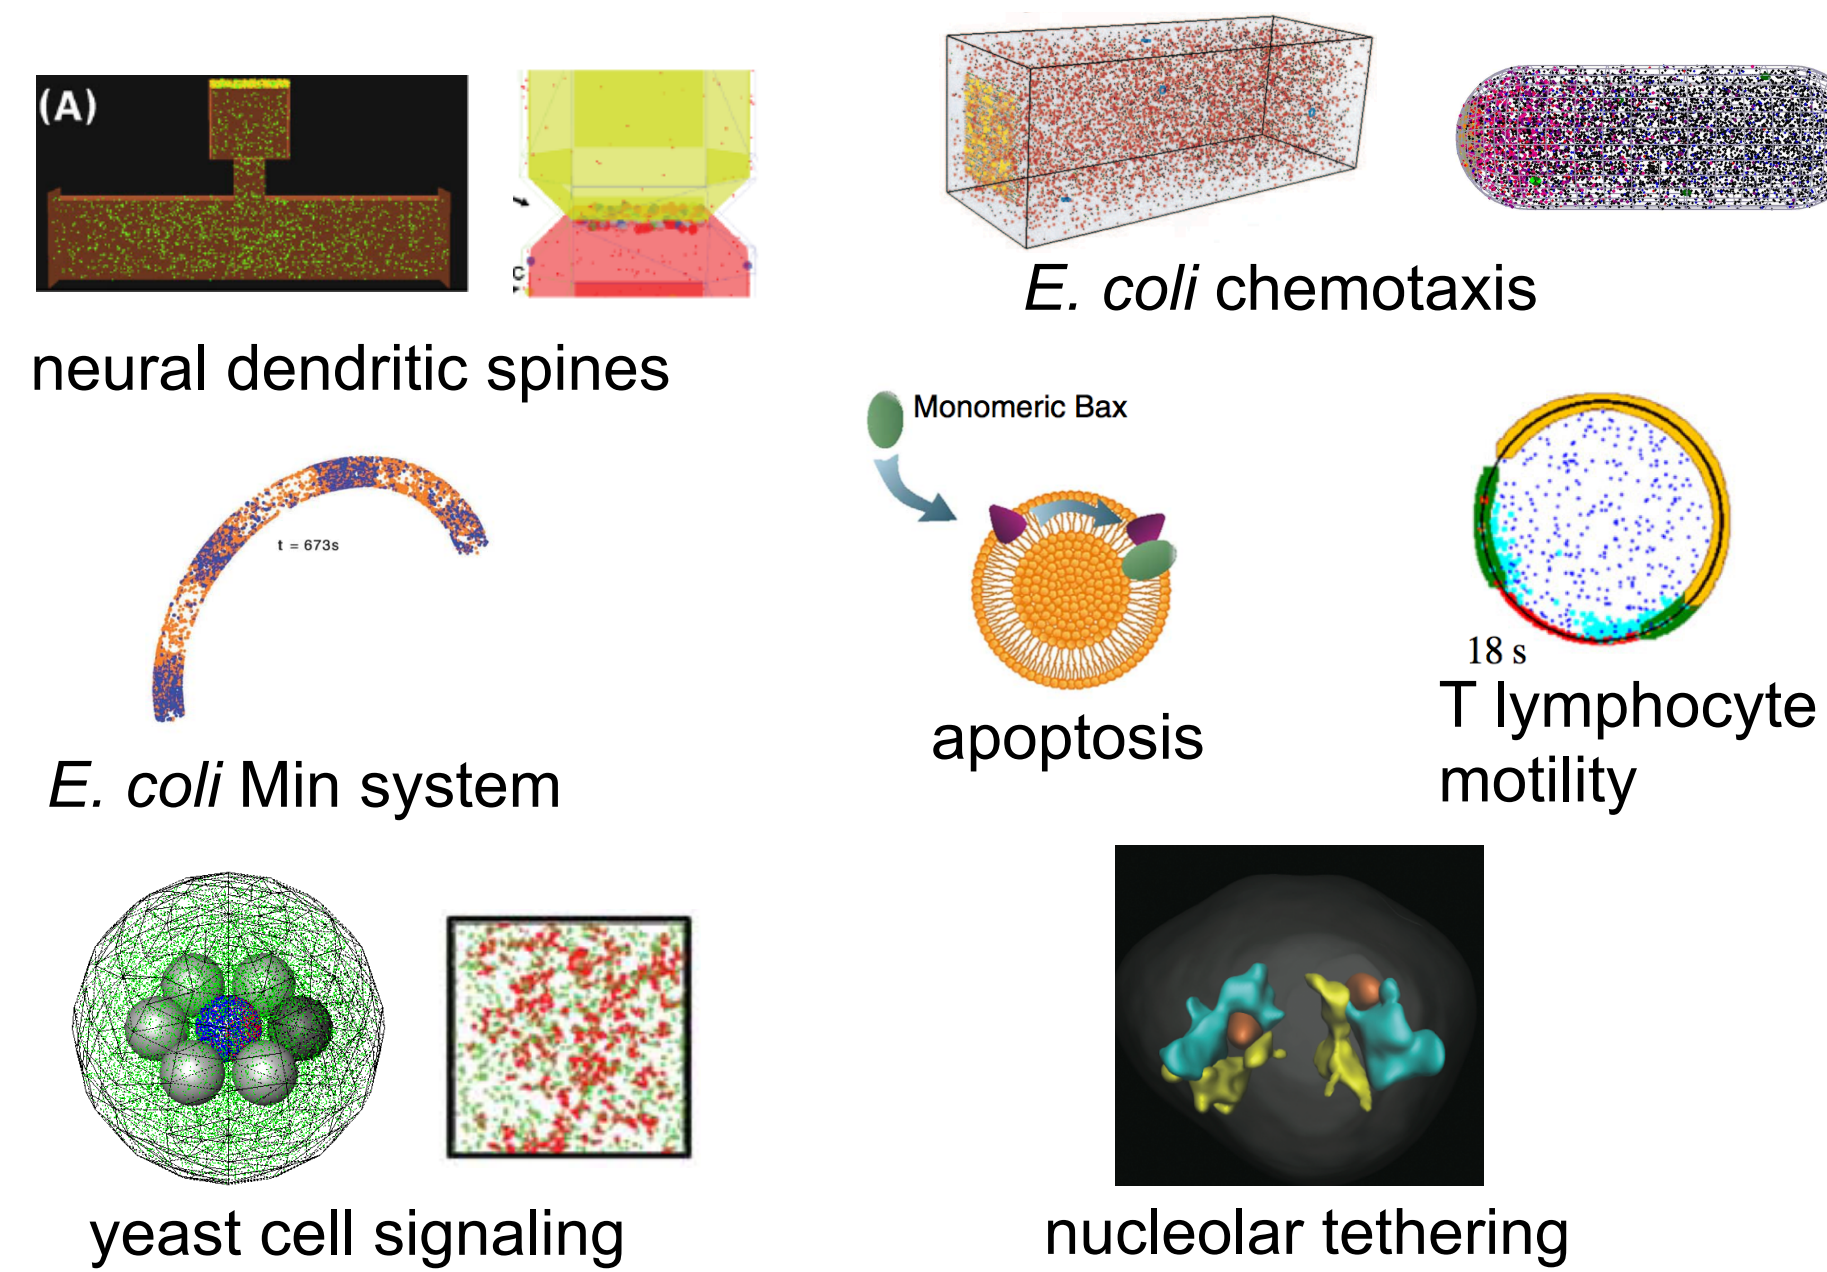 (A)
C
neural dendritic spines
E. coli chemotaxis
t = 673s
E. coli Min system
Monomeric Bax
apoptosis
18 s
T lymphocyte
motility
yeast cell signaling
nucleolar tethering